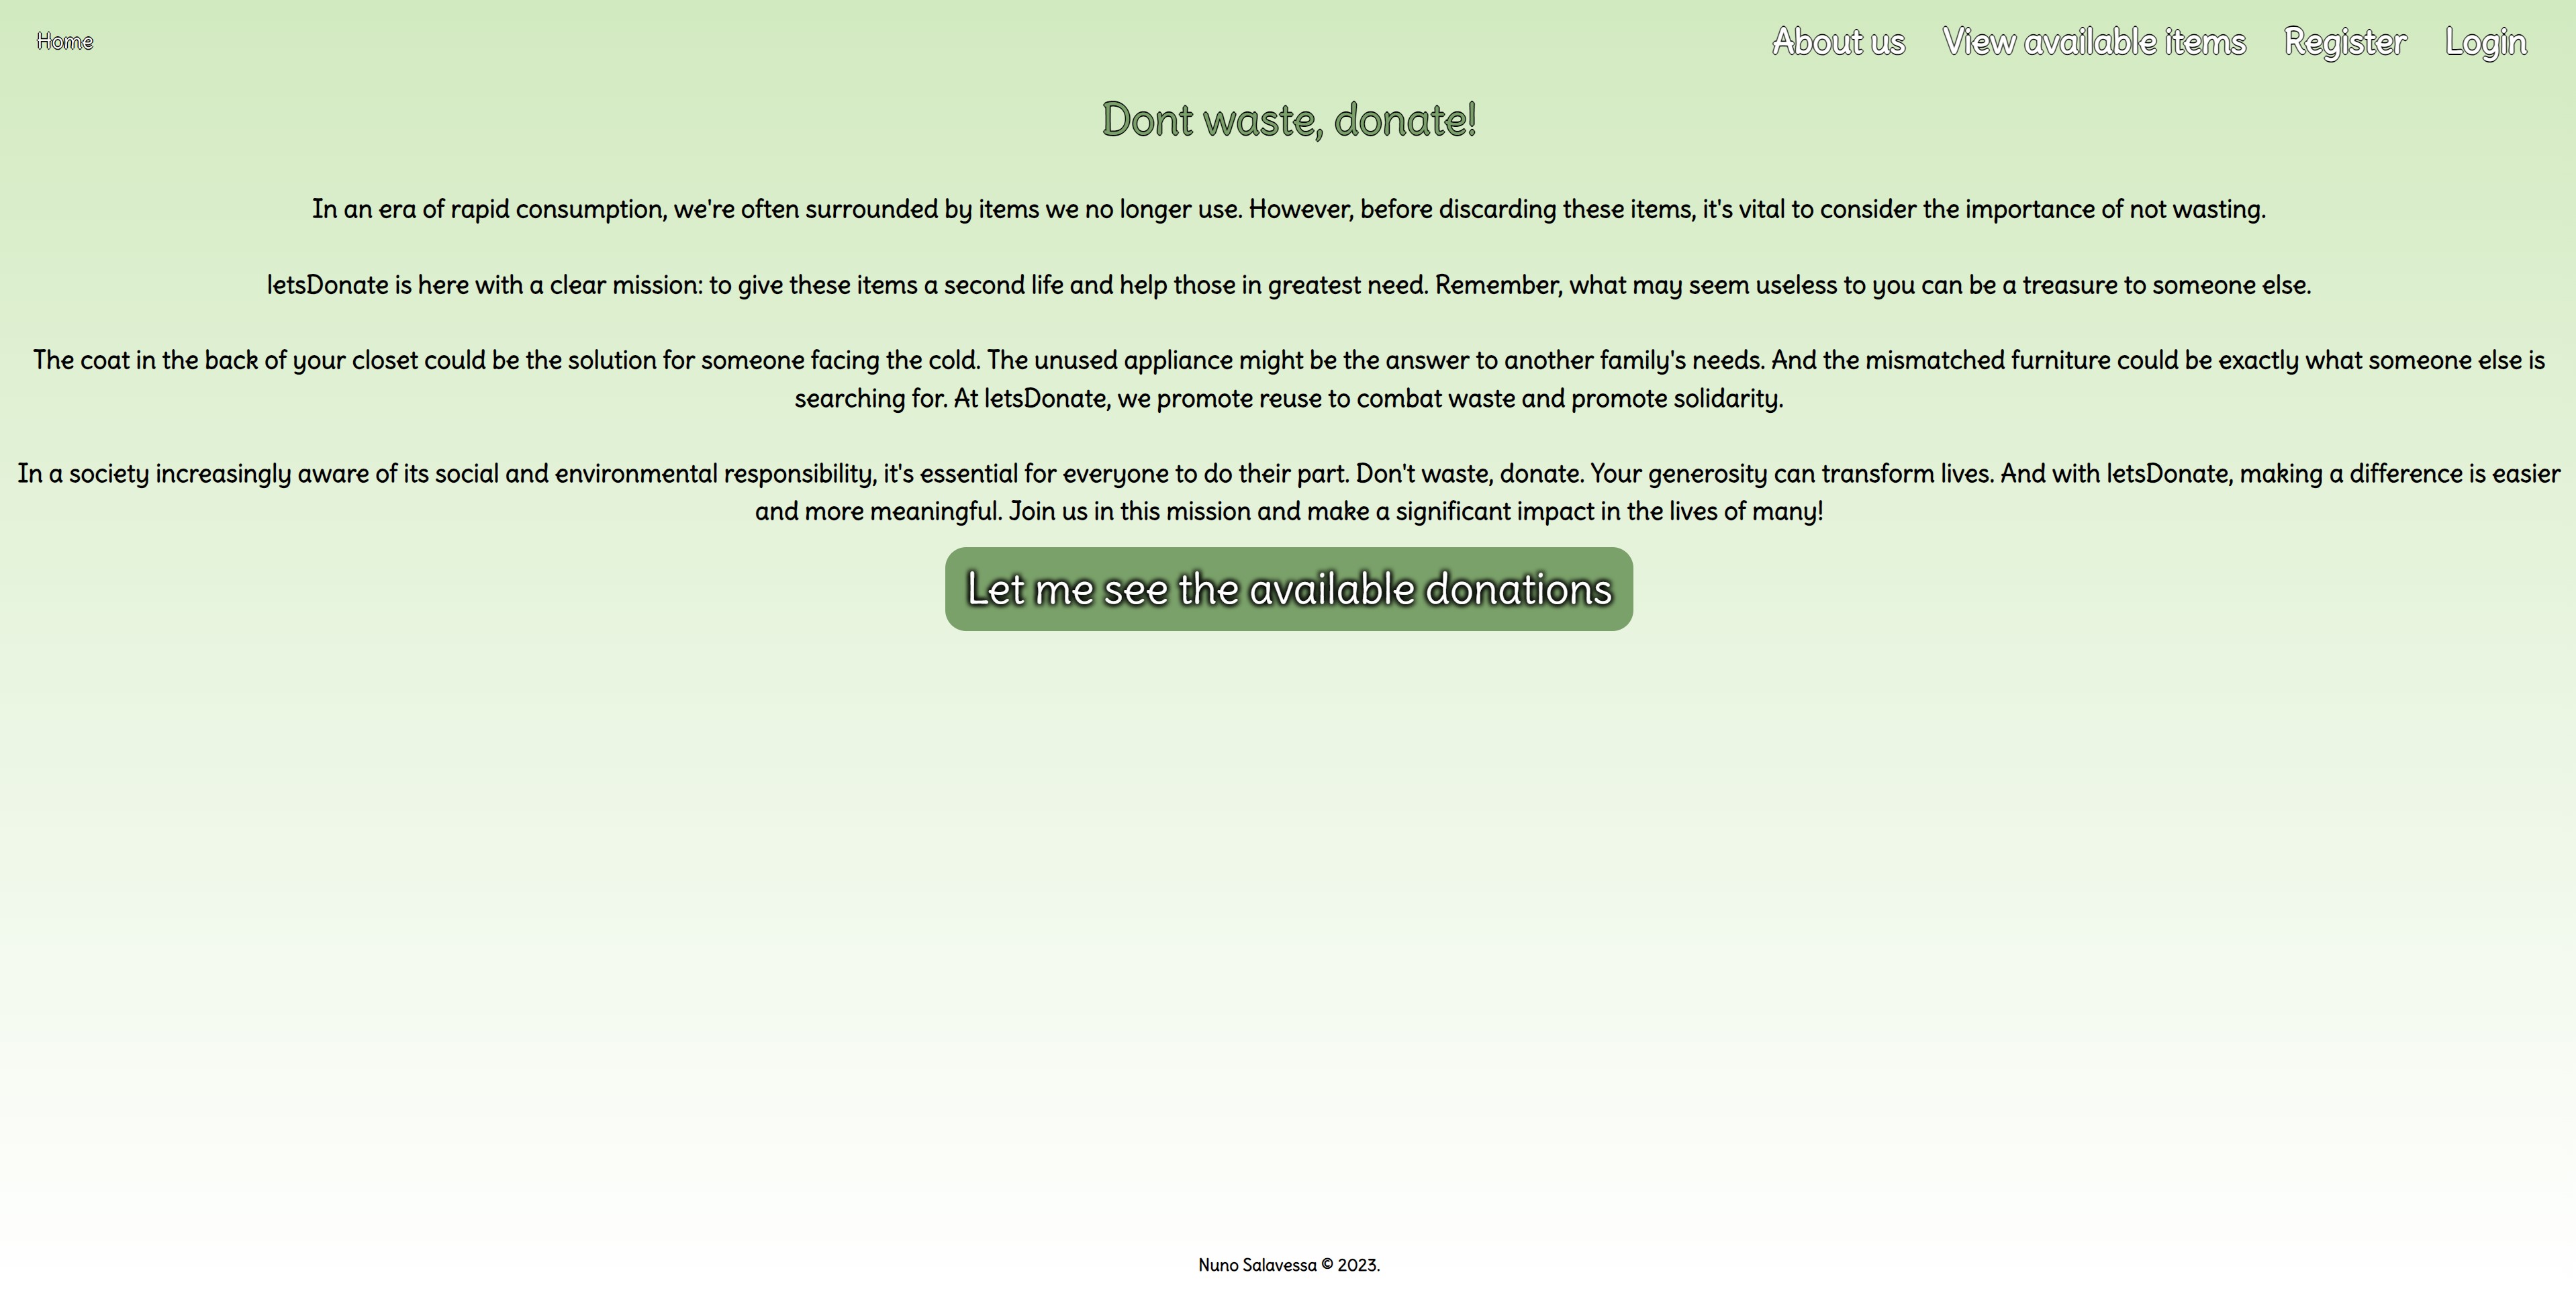 Home
About us
View available items
Register
Login
Dont waste, donate!
In an era of rapid consumption, we're often surrounded by items we no longer use. However, before discarding these items, it's vital to consider the importance of not wasting.
letsDonate is here with a clear mission: to give these items a second life and help those in greatest need. Remember, what may seem useless to you can be a treasure to someone else.
The coat in the back of your closet could be the solution for someone facing the cold. The unused appliance might be the answer to another family's needs. And the mismatched furniture could be exactly what someone else is
searching for. At letsDonate, we promote reuse to combat waste and promote solidarity.
In a society increasingly aware of its social and environmental responsibility, it's essential for everyone to do their part. Don't waste, donate. Your generosity can transform lives. And with letsDonate, making a difference is easier
and more meaningful. Join us in this mission and make a significant impact in the lives of many!
Let me see the available donations
Nuno Salavessa © 2023.